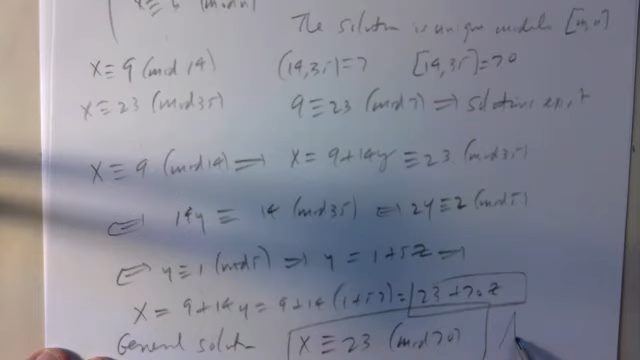 x ≡ b (mod n)
The solution is unique modulo [m,n]
x ≡ 9 (mod 14) (14,35)=7 [14,35]=70
x ≡ 23 (mod 35) 9 ≡ 23 (mod 7) ⟹ solutions exist
x ≡ 9 (mod 14) ⟹ x = 9+14y ≡ 23 (mod 35)
⟺ 14y ≡ 14 (mod 35) ⟺ 2y ≡ 2 (mod 5)
⟺ y ≡ 1 (mod 5) ⟹ y = 1+5z ⟹
x = 9+14y = 9+14(1+5z) = 23+70z
General solution x ≡ 23 (mod 70)